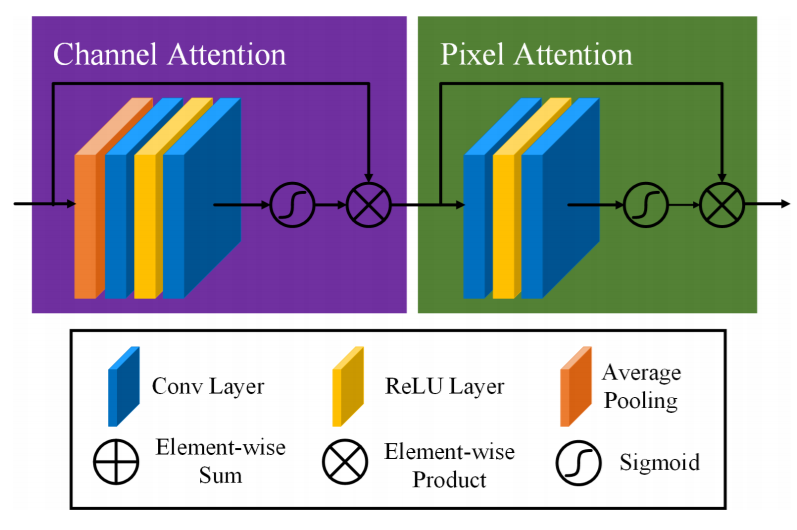 Channel Attention
Pixel Attention
Conv Layer
ReLU Layer
Average
Pooling
Element-wise
Sum
Element-wise
Product
Sigmoid